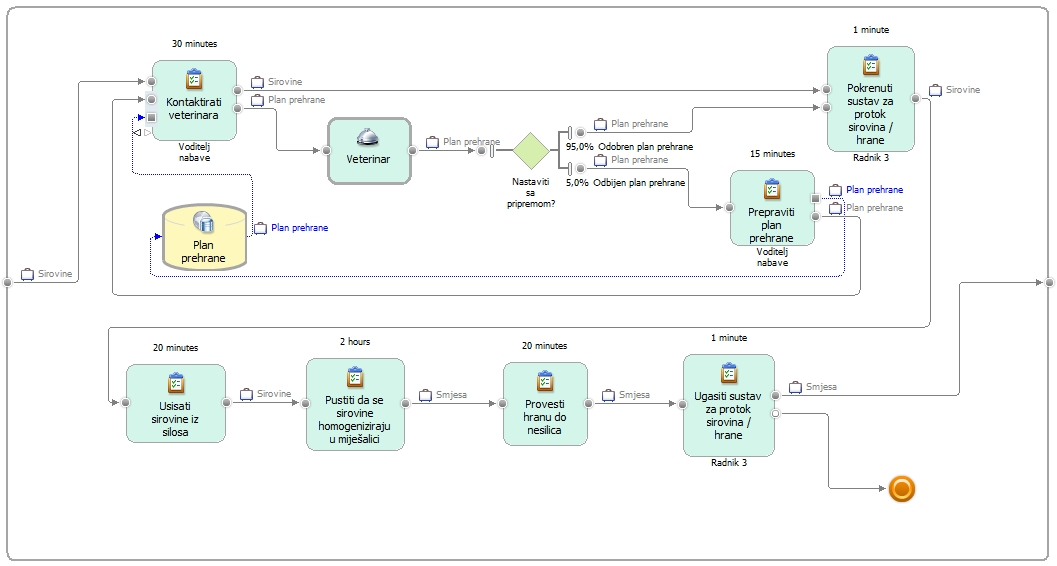 30 minutes
Kontaktirati
veterinara
Voditelj
nabave
Sirovine
Plan prehrane
Veterinar
Plan prehrane
Nastaviti
sa
pripremom?
Plan prehrane
95,0% Odobren plan prehrane
Plan prehrane
5,0% Odbijen plan prehrane
1 minute
Pokrenuti
sustav za
protok
sirovina /
hrane
Radnik 3
Sirovine
15 minutes
Prepraviti
plan
prehrane
Voditelj
nabave
Plan prehrane
Plan prehrane
Plan
prehrane
Plan prehrane
Sirovine
20 minutes
Usisati
sirovine iz
silosa
Sirovine
2 hours
Pustiti da se
sirovine
homogeniziraju
u miješalici
Smjesa
20 minutes
Provesti
hranu do
nesilica
Smjesa
1 minute
Ugasiti sustav
za protok
sirovina /
hrane
Radnik 3
Smjesa